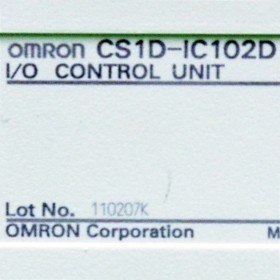 OMRON CS1D-IC102D
I/O CONTROL UNIT
Lot No. 110207K
OMRON Corporation M